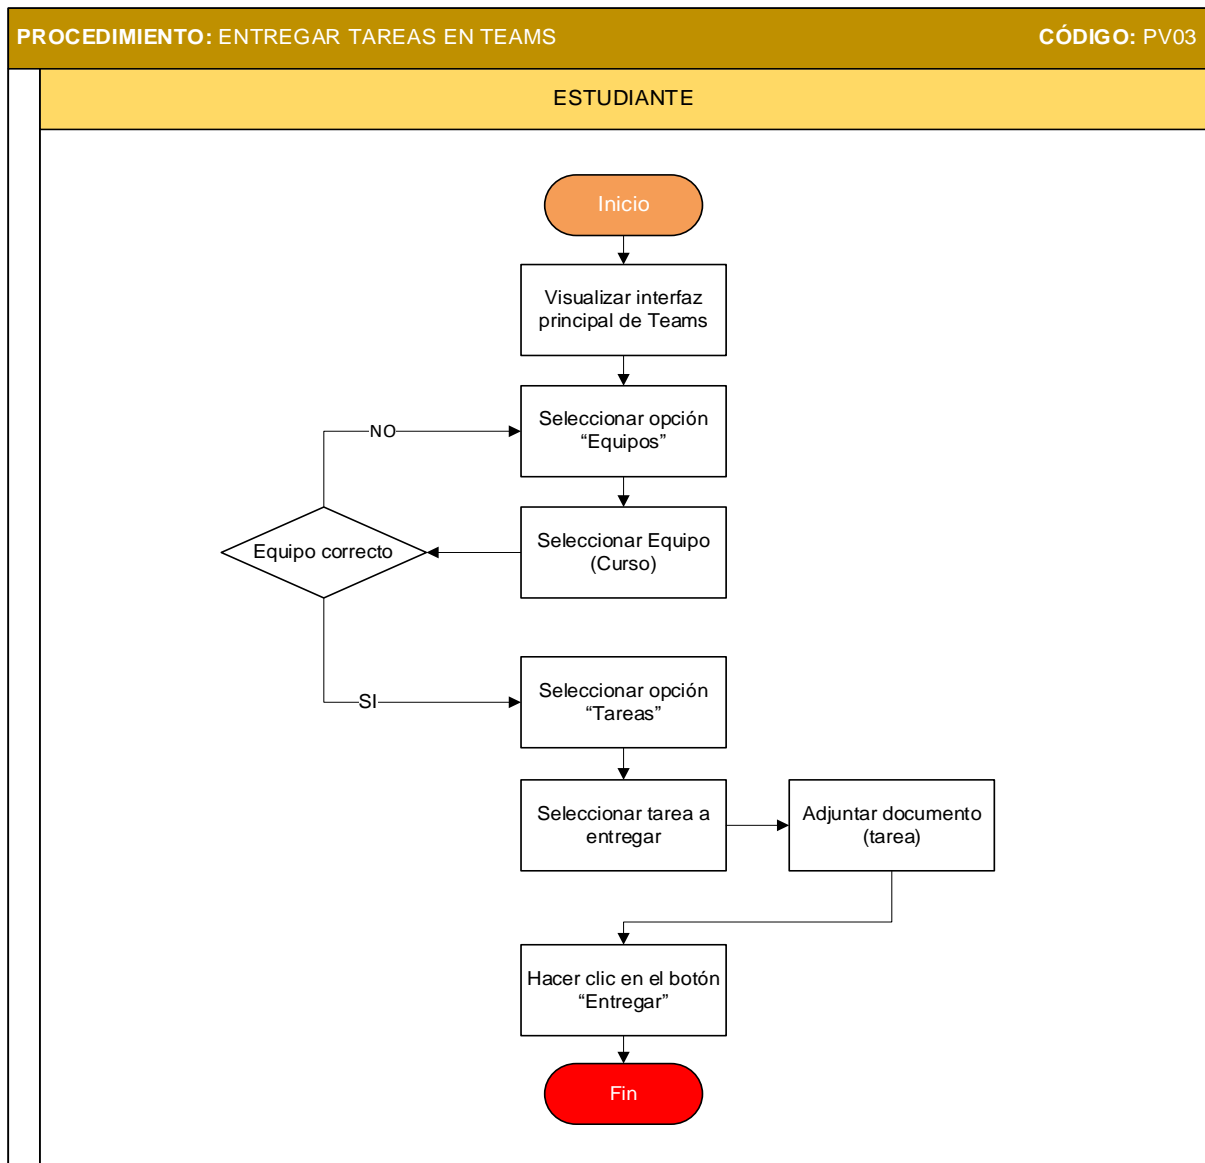 PROCEDIMIENTO: ENTREGAR TAREAS EN TEAMS
CÓDIGO: PV03
ESTUDIANTE
Inicio
Visualizar interfaz
principal de Teams
Seleccionar opción
“Equipos”
NO
Seleccionar Equipo
(Curso)
Equipo correcto
SI
Seleccionar opción
“Tareas”
Seleccionar tarea a
entregar
Adjuntar documento
(tarea)
Hacer clic en el botón
“Entregar”
Fin